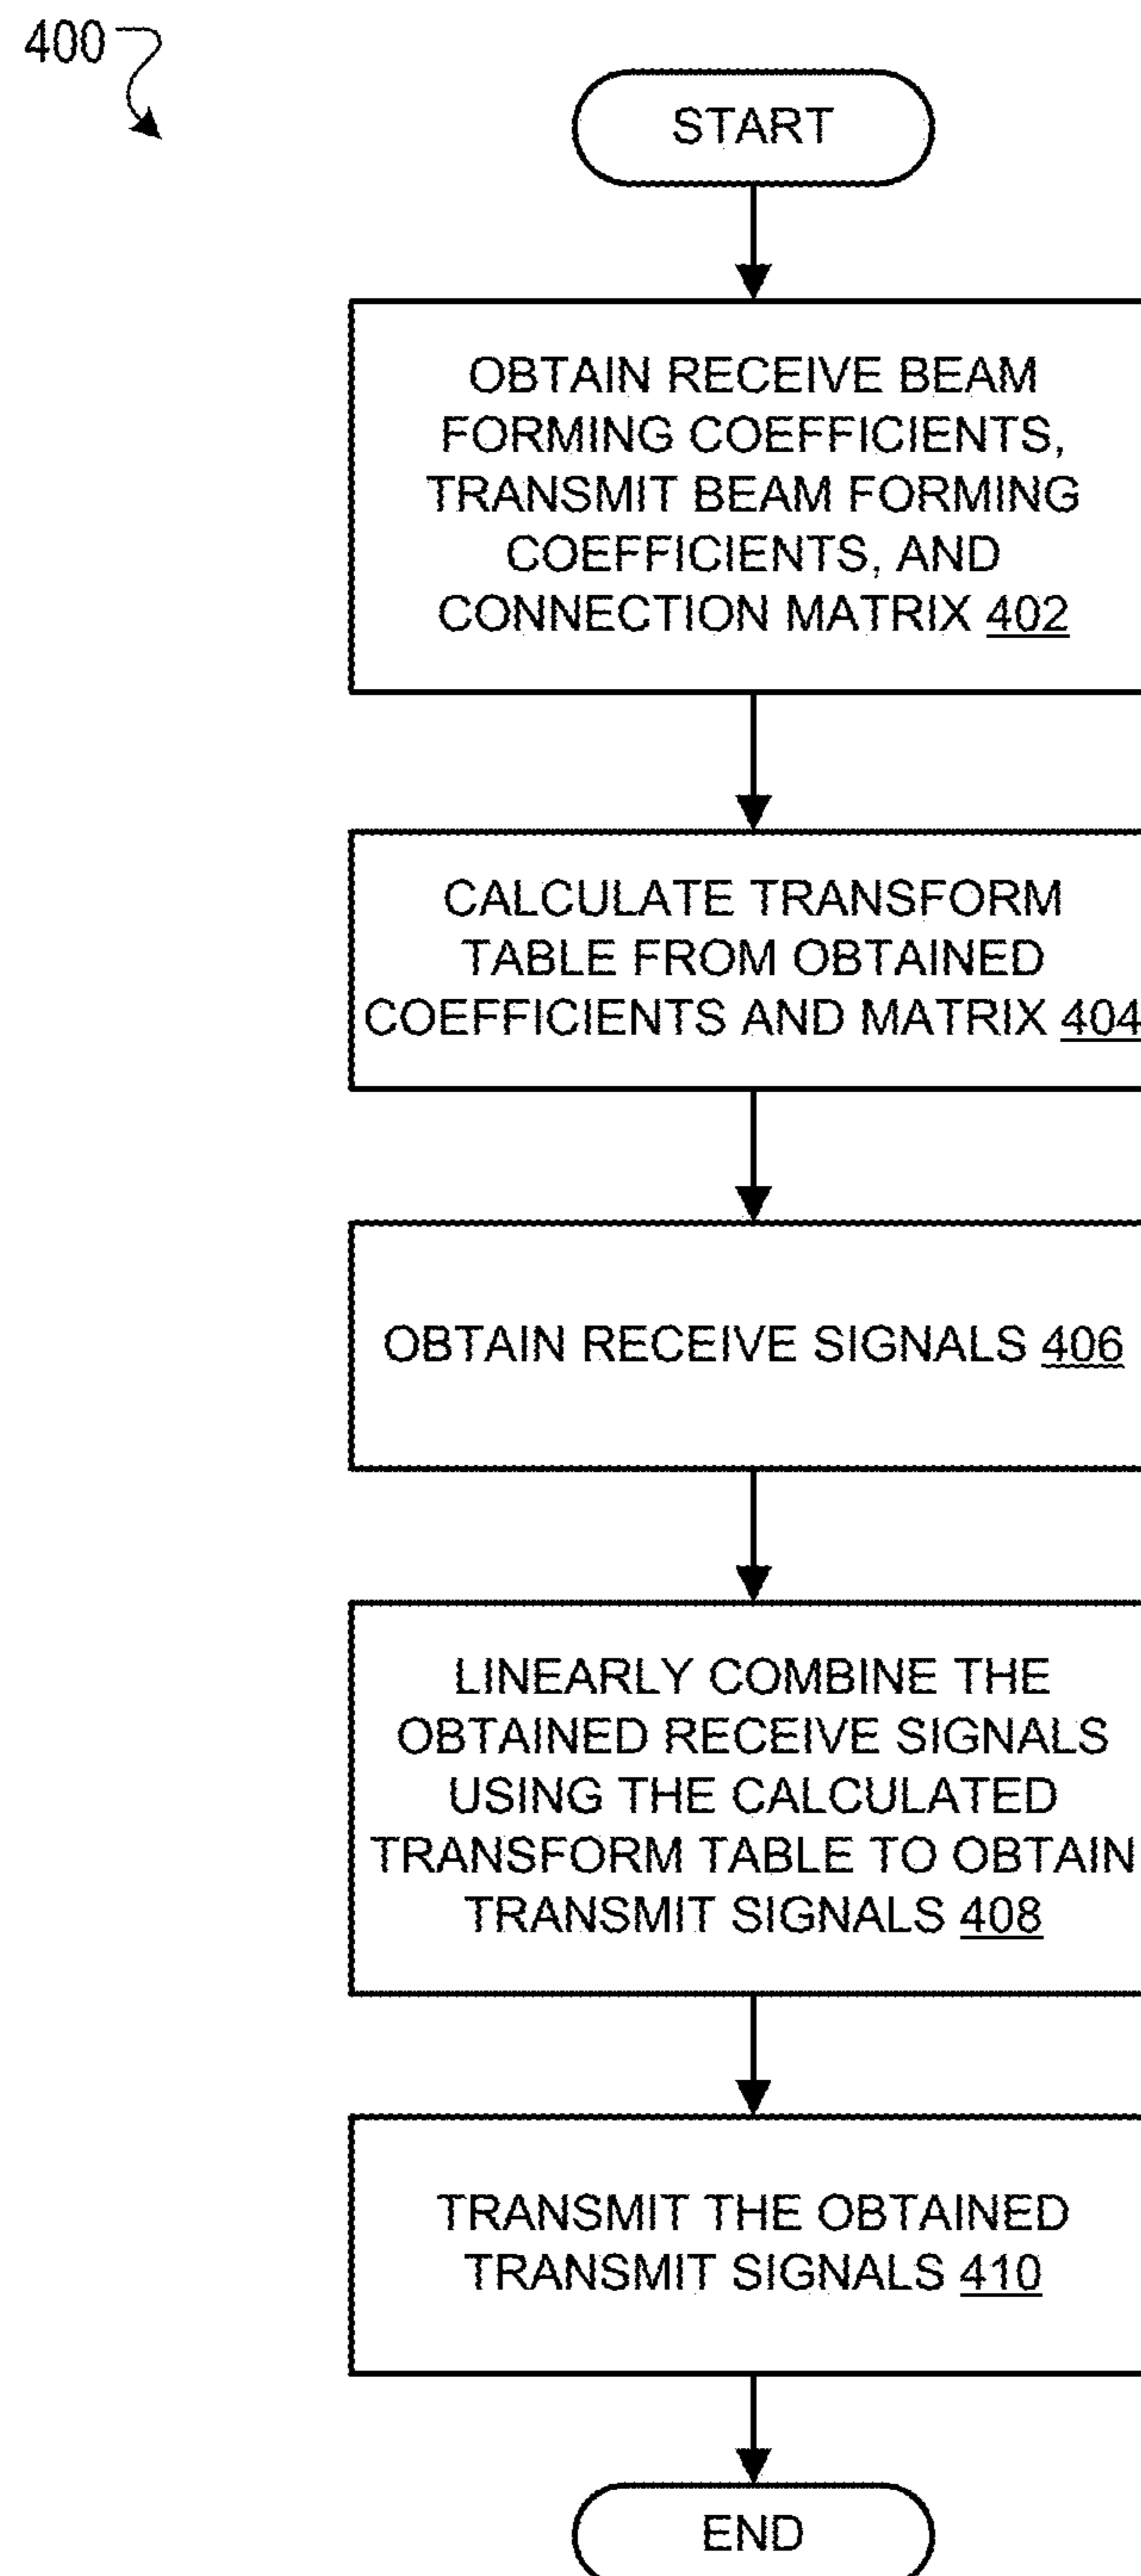 400
START
OBTAIN RECEIVE BEAM
FORMING COEFFICIENTS,
TRANSMIT BEAM FORMING
COEFFICIENTS, AND
CONNECTION MATRIX 402
CALCULATE TRANSFORM
TABLE FROM OBTAINED
COEFFICIENTS AND MATRIX 404
OBTAIN RECEIVE SIGNALS 406
LINEARLY COMBINE THE
OBTAINED RECEIVE SIGNALS
USING THE CALCULATED
TRANSFORM TABLE TO OBTAIN
TRANSMIT SIGNALS 408
TRANSMIT THE OBTAINED
TRANSMIT SIGNALS 410
END